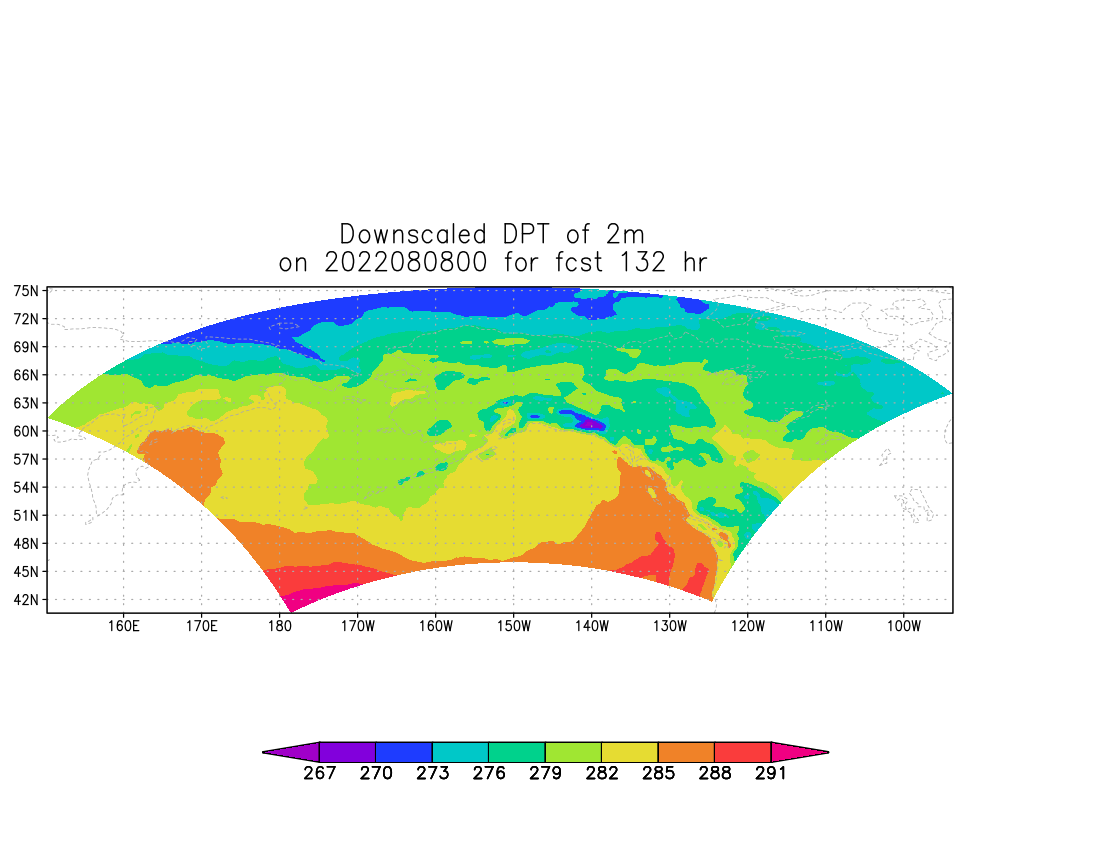 Downscaled DPT of 2m
on 2022080800 for fcst 132 hr
75N
72N
69N
66N
63N
60N
57N
54N
51N
48N
45N
42N
160E 170E 180 170W 160W 150W 140W 130W 120W 110W 100W
267 270 273 276 279 282 285 288 291